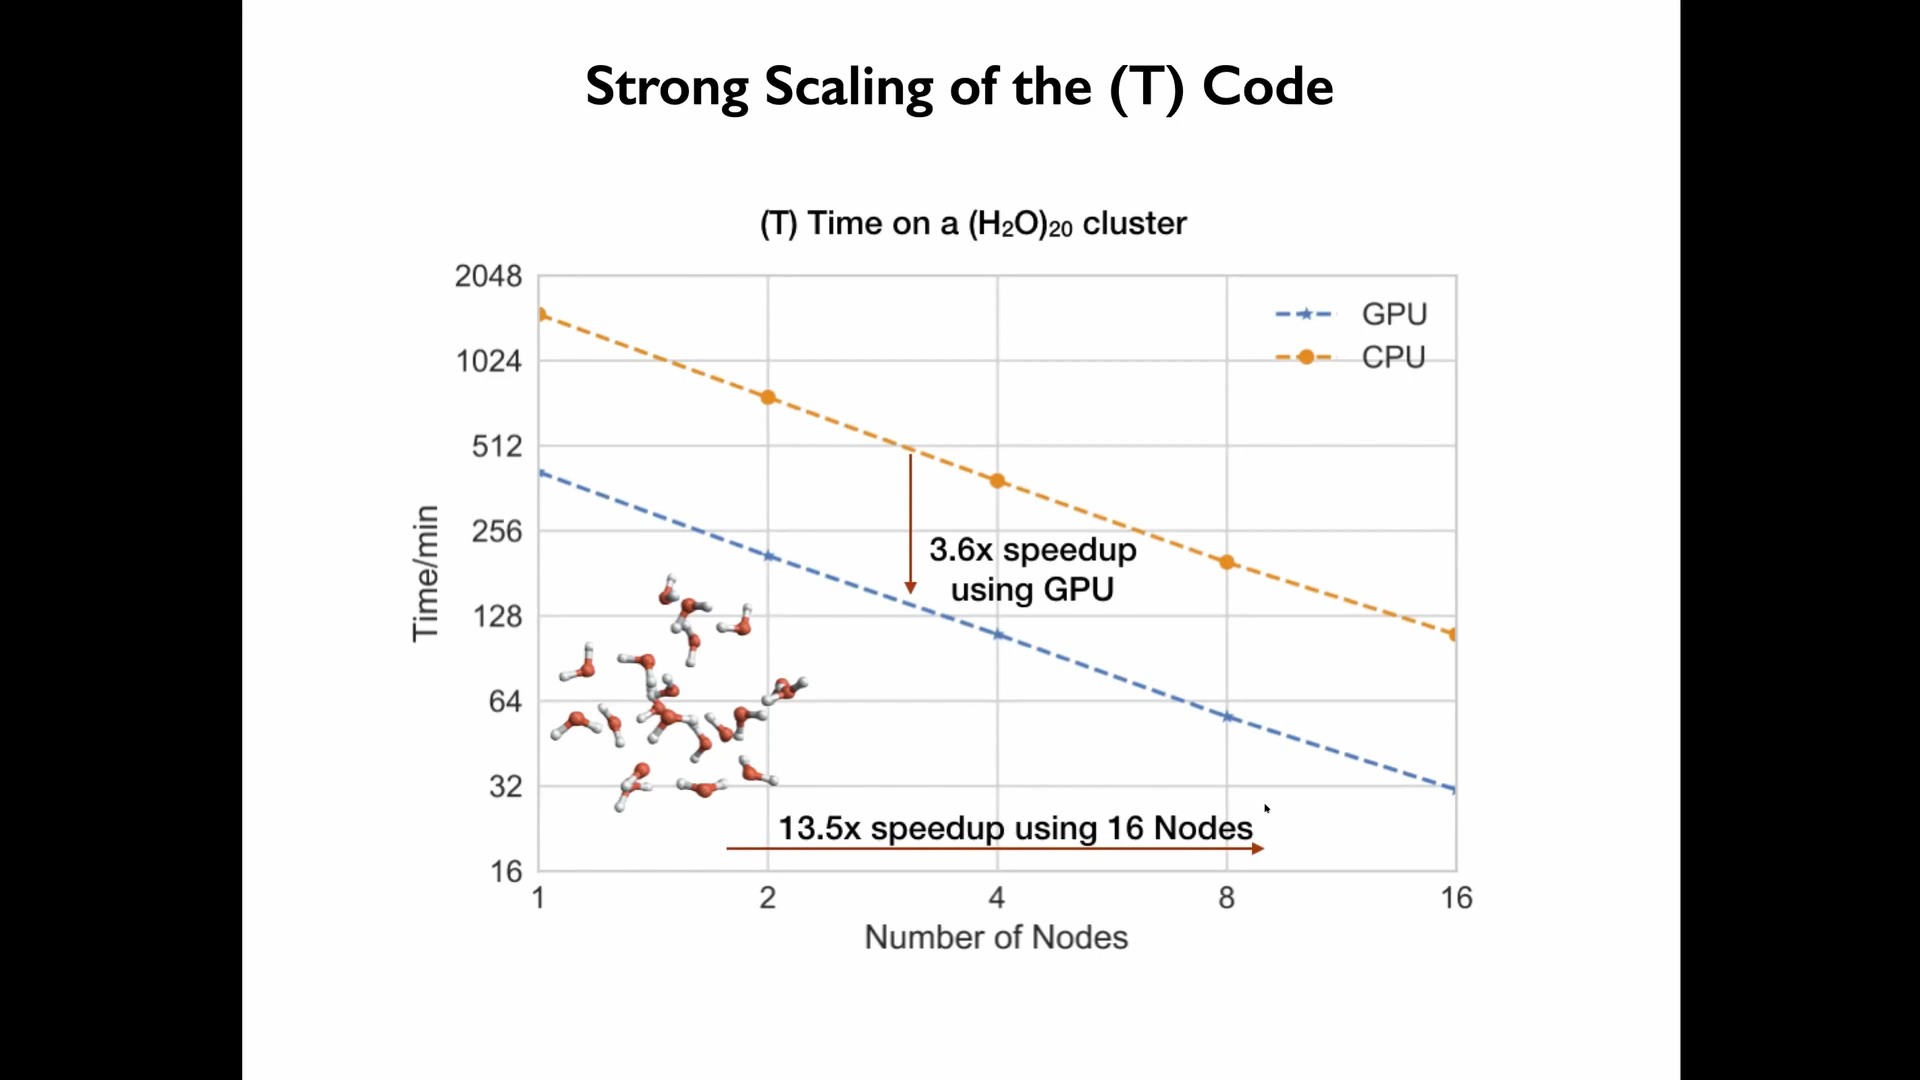 Strong Scaling of the (T) Code
(T) Time on a (H₂O)₂₀ cluster
2048
1024
512
256
128
64
32
16
Time/min
GPU
CPU
3.6x speedup
using GPU
13.5x speedup using 16 Nodes
1 2 4 8 16
Number of Nodes